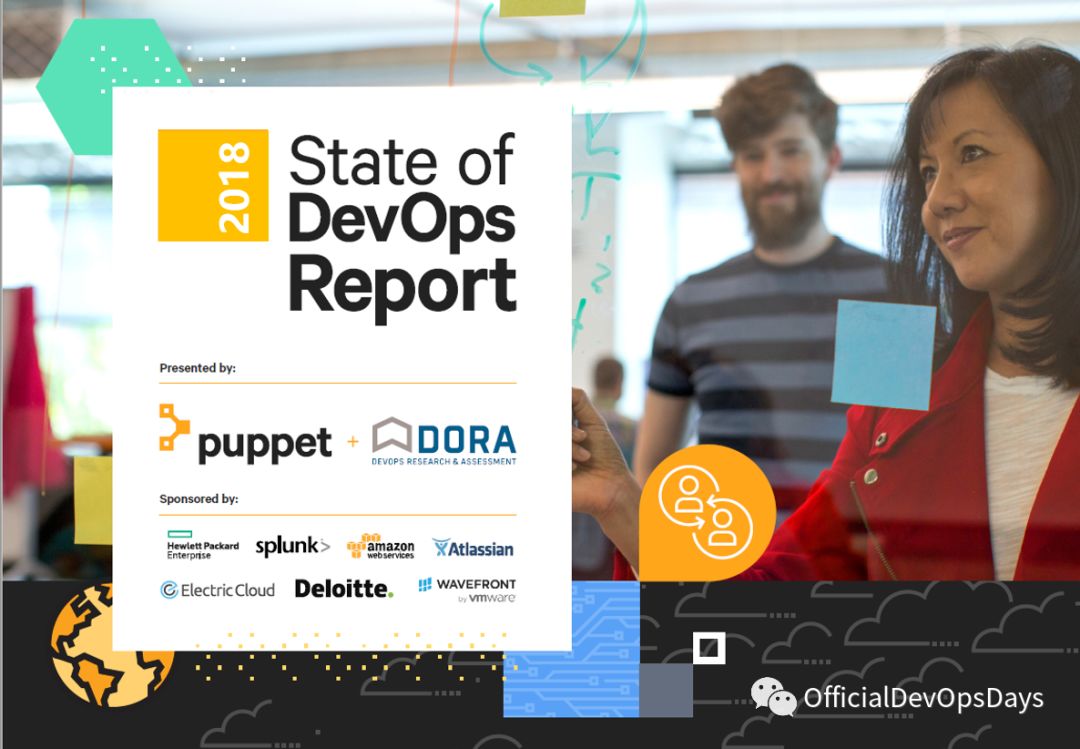 2018
State of
DevOps
Report
Presented by:
puppet + DORA
DEVOPS RESEARCH & ASSESSMENT
Sponsored by:
Hewlett Packard
Enterprise
splunk>
amazon
webservices
Atlassian
Electric Cloud
Deloitte.
WAVEFRONT
by vmware
OfficialDevOpsDays